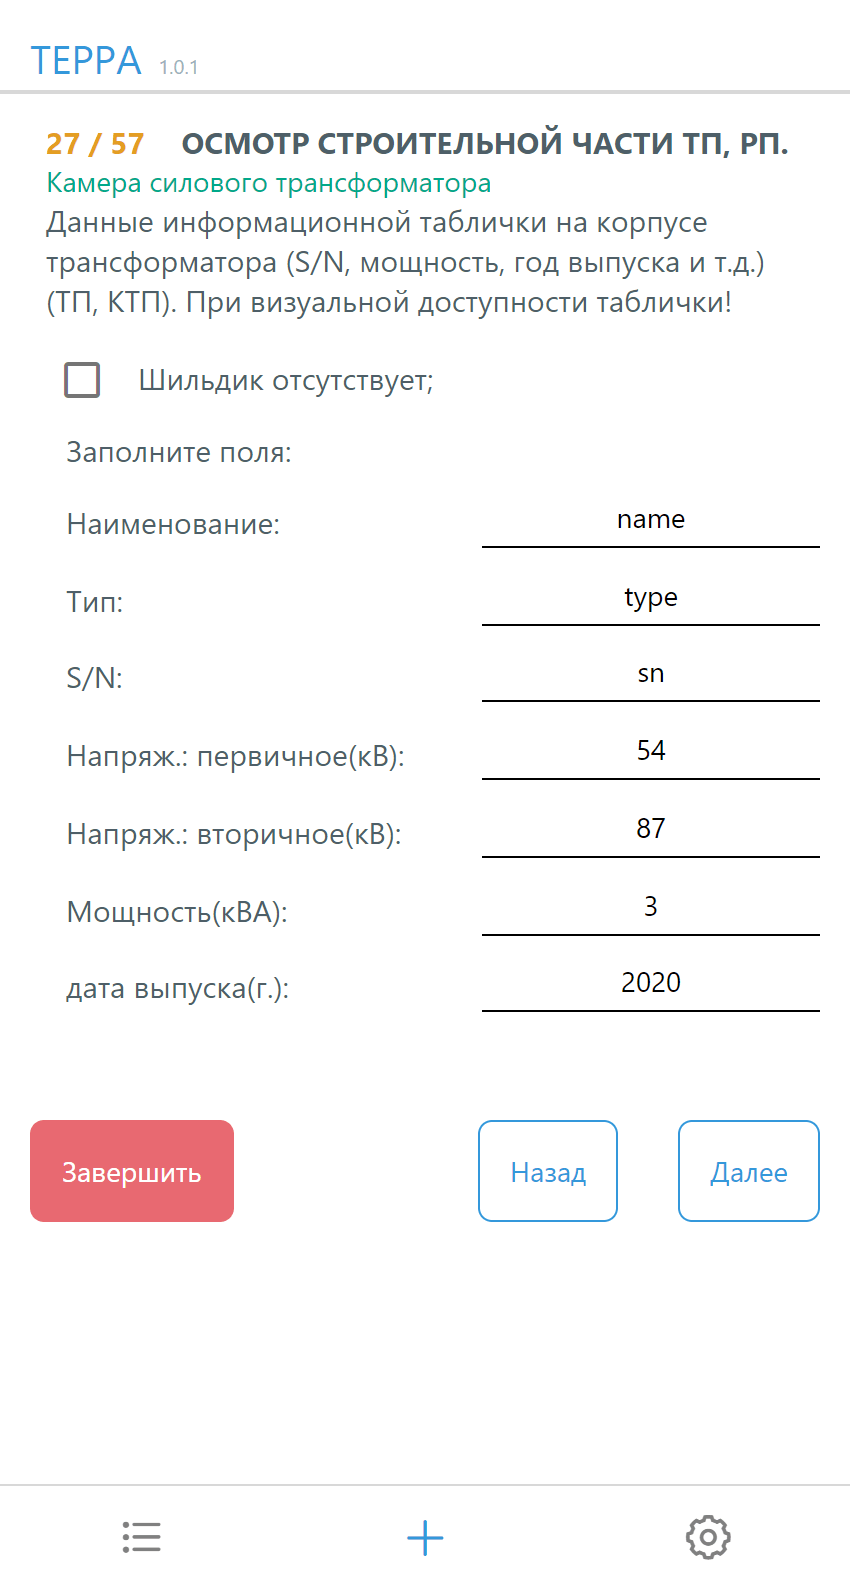 ТЕРРА 1.0.1
27 / 57 ОСМОТР СТРОИТЕЛЬНОЙ ЧАСТИ ТП, РП.
Камера силового трансформатора
Данные информационной таблички на корпусе
трансформатора (S/N, мощность, год выпуска и т.д.)
(ТП, КТП). При визуальной доступности таблички!
Шильдик отсутствует;
Заполните поля:
Наименование: name
Тип: type
S/N: sn
Напряж.: первичное(кВ): 54
Напряж.: вторичное(кВ): 87
Мощность(кВА): 3
дата выпуска(г.): 2020
Завершить Назад Далее